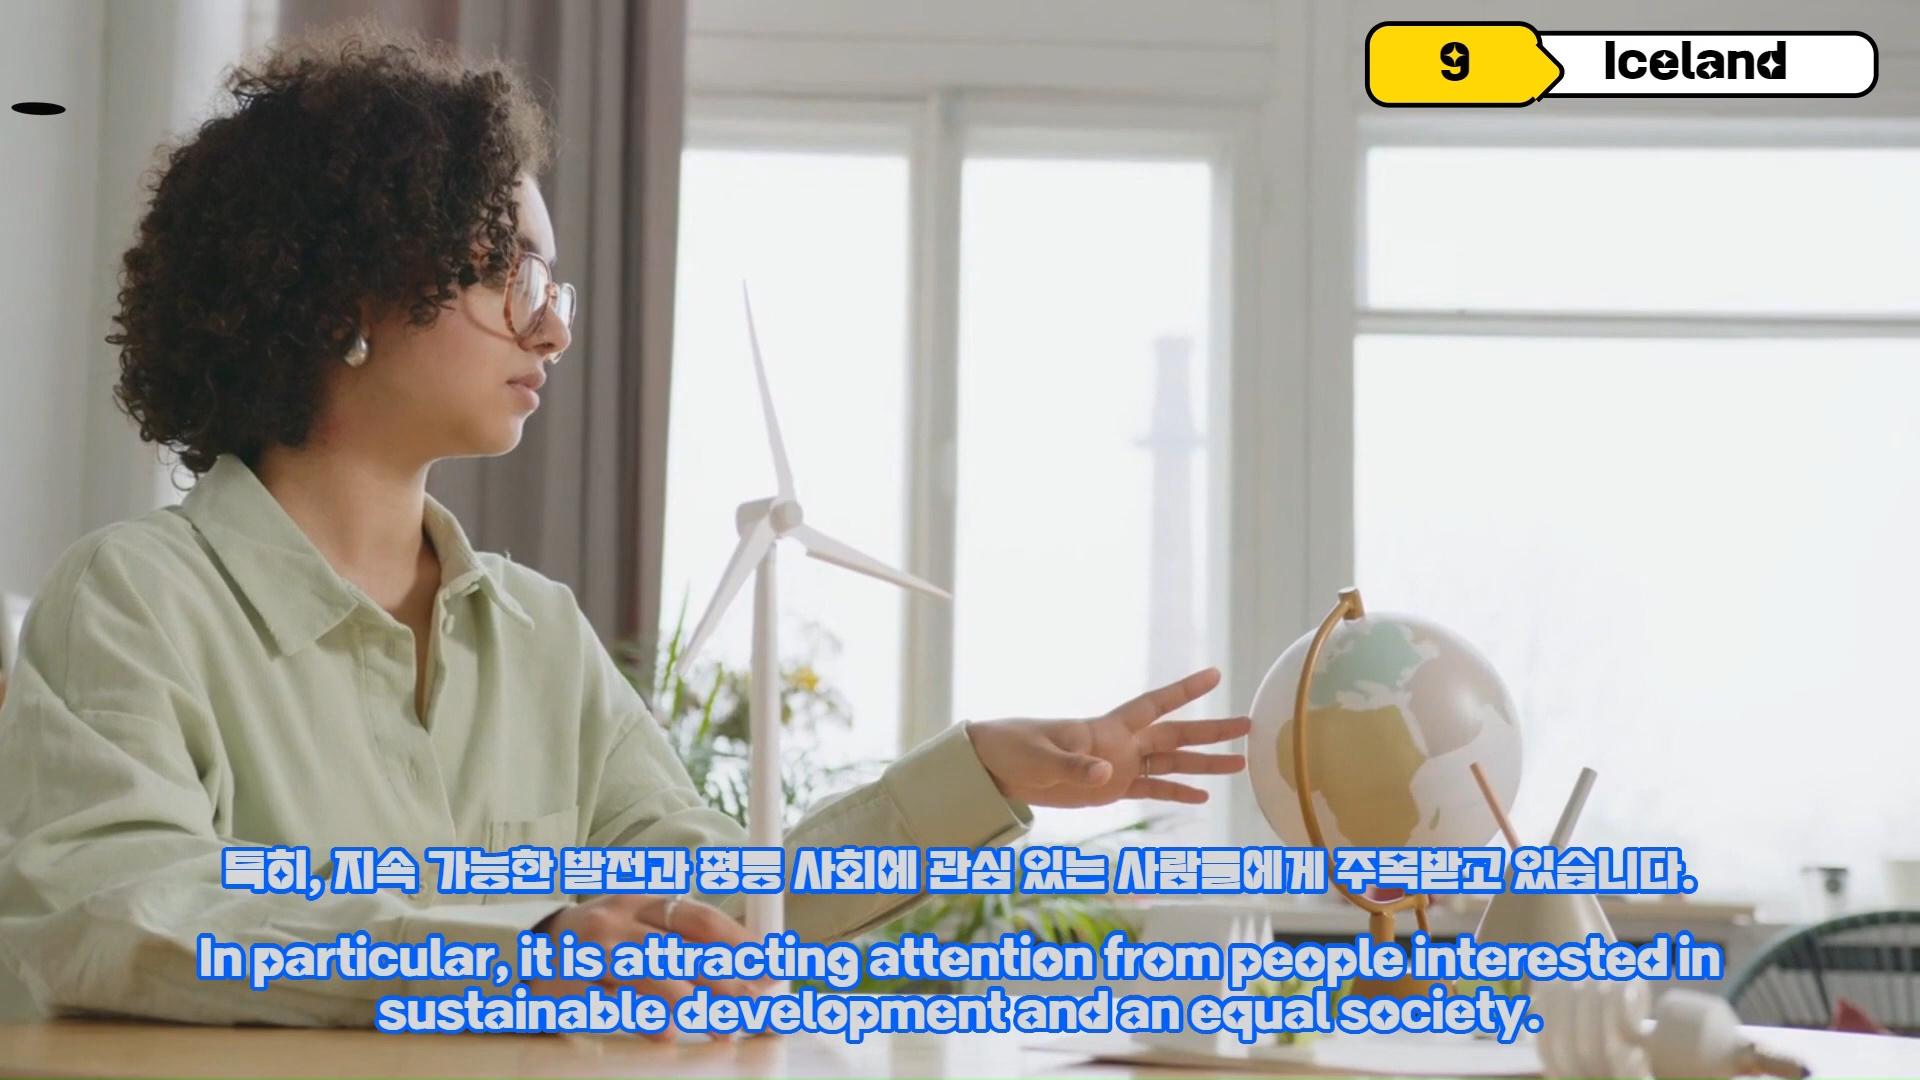 9 Iceland
특히, 지속 가능한 발전과 평등 사회에 관심 있는 사람들에게 주목받고 있습니다.
In particular, it is attracting attention from people interested in
sustainable development and an equal society.